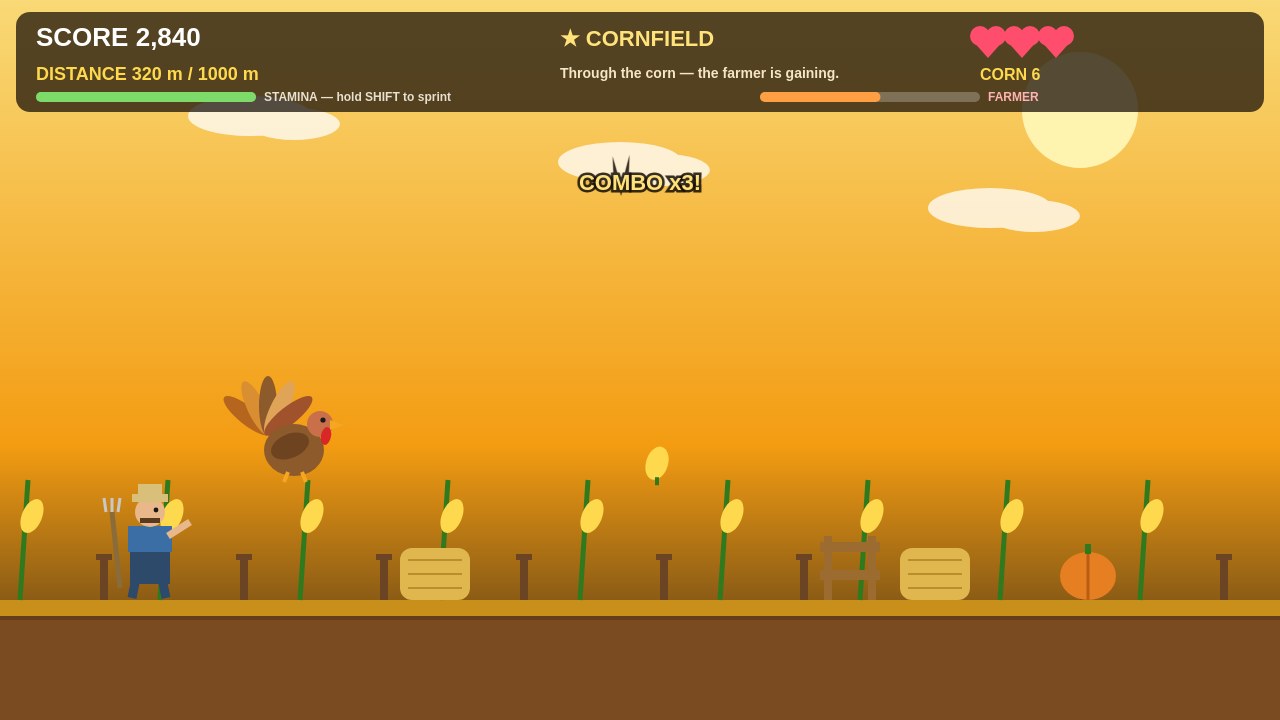 SCORE 2,840
★ CORNFIELD
DISTANCE 320 m / 1000 m
Through the corn — the farmer is gaining.
CORN 6
STAMINA — hold SHIFT to sprint
FARMER
COMBO x3!